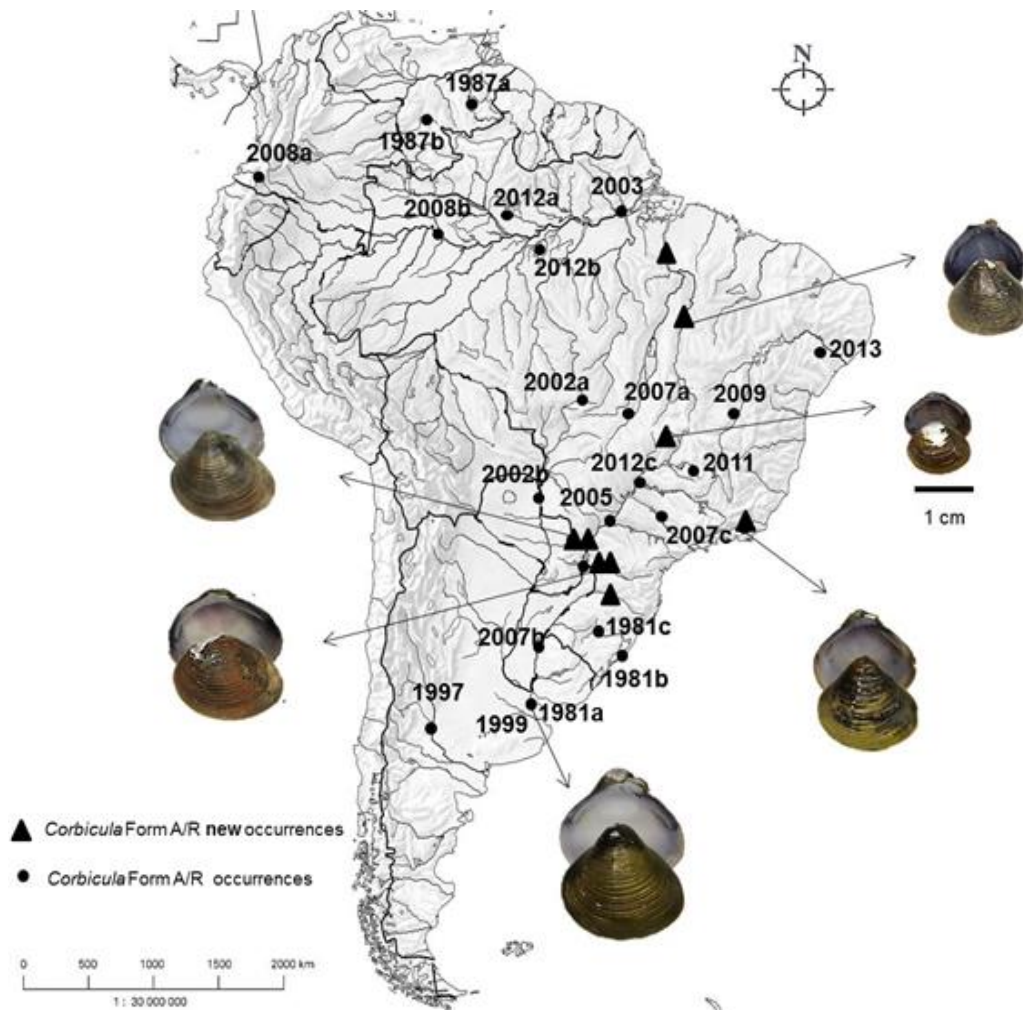 N
A
1987a
1987b
2008a
2003
2012a
2008b
2012b
2013
2002a
2007a
2009
2012c
2011
2002b
2005
1 cm
2007c
1981c
2007b
1981b
1997
1981a
1999
Corbicula Form A/R new occurrences
Corbicula Form A/R occurrences
0 500 1000 1500 2000 km
1 : 30 000 000